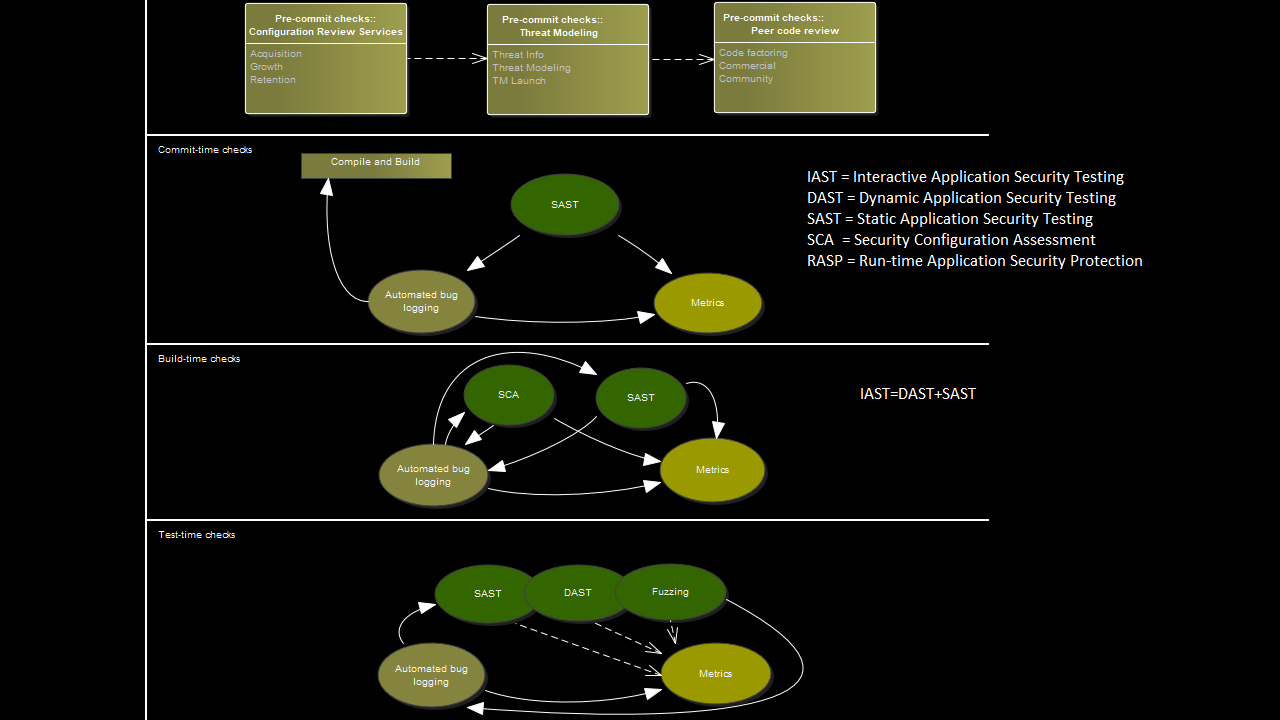 Pre-commit checks::
Configuration Review Services
Acquisition
Growth
Retention
Pre-commit checks::
Threat Modeling
Threat Info
Threat Modeling
TM Launch
Pre-commit checks::
Peer code review
Code factoring
Commercial
Community
Commit-time checks
Compile and Build
SAST
Automated bug
logging
Metrics
IAST = Interactive Application Security Testing
DAST = Dynamic Application Security Testing
SAST = Static Application Security Testing
SCA  = Security Configuration Assessment
RASP = Run-time Application Security Protection
Build-time checks
SCA
SAST
Automated bug
logging
Metrics
IAST=DAST+SAST
Test-time checks
SAST
DAST
Fuzzing
Automated bug
logging
Metrics